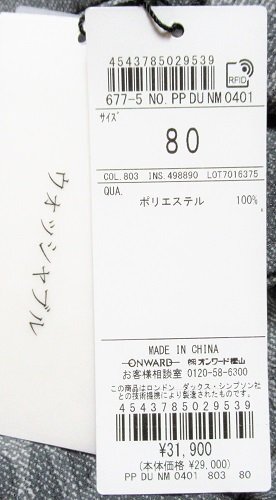 4543785029539
RFID
677-5 NO. PP DU NM 0401
サイズ
80
COL. 803 INS. 498890 LOT7016375
QUA.
ポリエステル 100%
ウオッシャブル
MADE IN CHINA
ONWARD ㈱オンワード樫山
お客様相談室 0120-58-6300
この商品はロンドン ダックス・シンプソン社
との技術提携により製造されたものです。
4543785029539
¥31,900
(本体価格 ¥29,000)
PP DU NM 0401 803 80